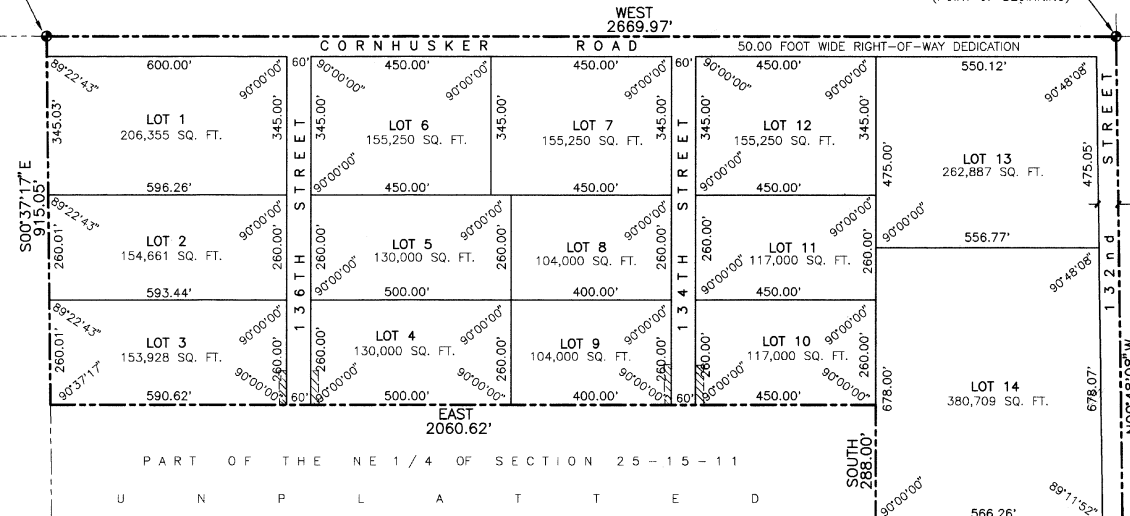 WEST
2669.97'
CORNHUSKER ROAD
50.00 FOOT WIDE RIGHT-OF-WAY DEDICATION
89°22'43"
600.00'
90°00'00"
345.03'
LOT 1
206,355 SQ. FT.
345.00'
596.26'
60'
90°00'00"
450.00'
345.00'
LOT 6
155,250 SQ. FT.
90°00'00"
90°00'00"
450.00'
450.00'
90°00'00"
LOT 7
155,250 SQ. FT.
345.00'
450.00'
60'
90°00'00"
450.00'
90°00'00"
345.00'
LOT 12
155,250 SQ. FT.
90°00'00"
450.00'
550.12'
90°48'08"
475.00'
LOT 13
262,887 SQ. FT.
475.05'
90°00'00"
556.77'
S00°37'17"E
915.05'
89°22'43"
90°00'00"
260.01'
LOT 2
154,661 SQ. FT.
260.00'
593.44'
136TH STREET
90°00'00"
260.00'
LOT 5
130,000 SQ. FT.
90°00'00"
500.00'
90°00'00"
LOT 8
104,000 SQ. FT.
260.00'
400.00'
134TH STREET
90°00'00"
260.00'
LOT 11
117,000 SQ. FT.
260.00'
90°00'00"
450.00'
132nd STREET
89°22'43"
90°00'00"
260.01'
LOT 3
153,928 SQ. FT.
260.00'
90°37'17"
90°00'00"
590.62'
60'
90°00'00"
260.00'
LOT 4
130,000 SQ. FT.
90°00'00"
500.00'
90°00'00"
LOT 9
104,000 SQ. FT.
260.00'
90°00'00"
400.00'
60'
90°00'00"
260.00'
LOT 10
117,000 SQ. FT.
260.00'
90°00'00"
450.00'
90°48'08"
678.00'
LOT 14
380,709 SQ. FT.
678.07'
90°00'00"
89°11'52"
566.26'
EAST
2060.62'
SOUTH
288.00'
PART OF THE NE 1/4 OF SECTION 25-15-11
UNPLATTED